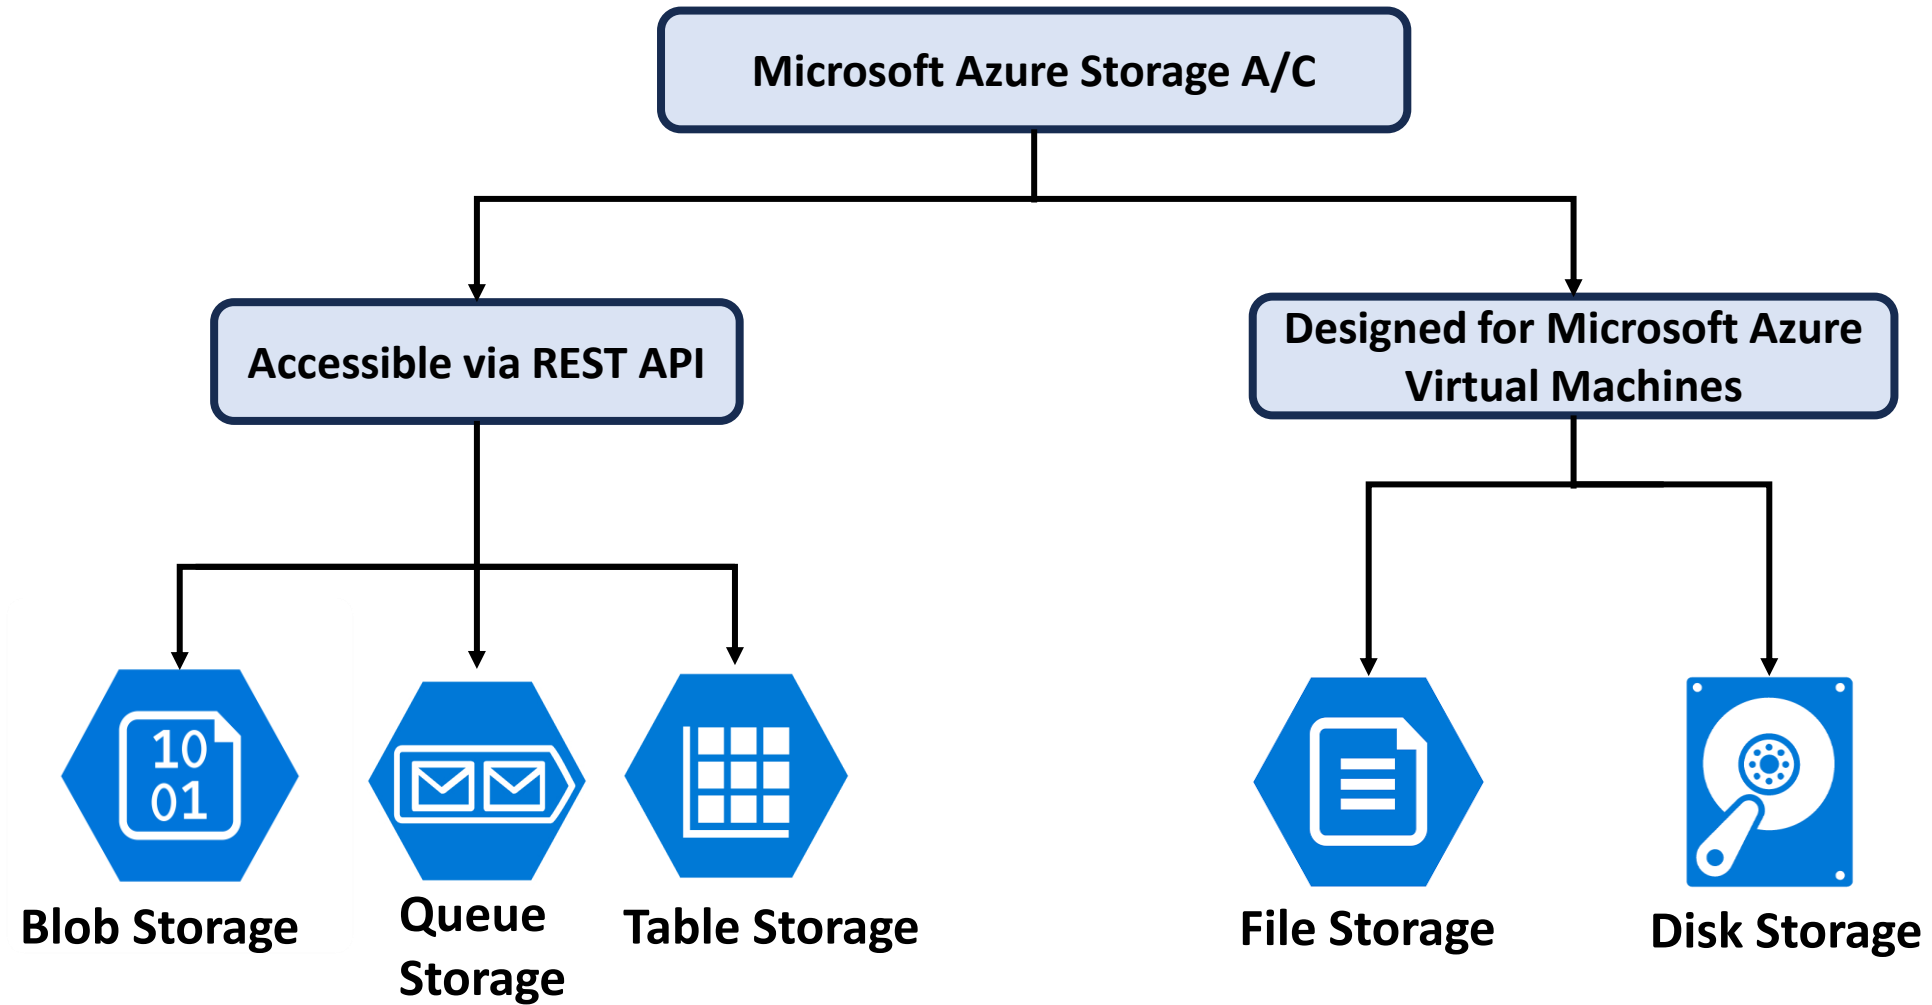 Microsoft Azure Storage A/C
Accessible via REST API
Designed for Microsoft Azure
Virtual Machines
10
01
Blob Storage
Queue
Storage
Table Storage
File Storage
Disk Storage